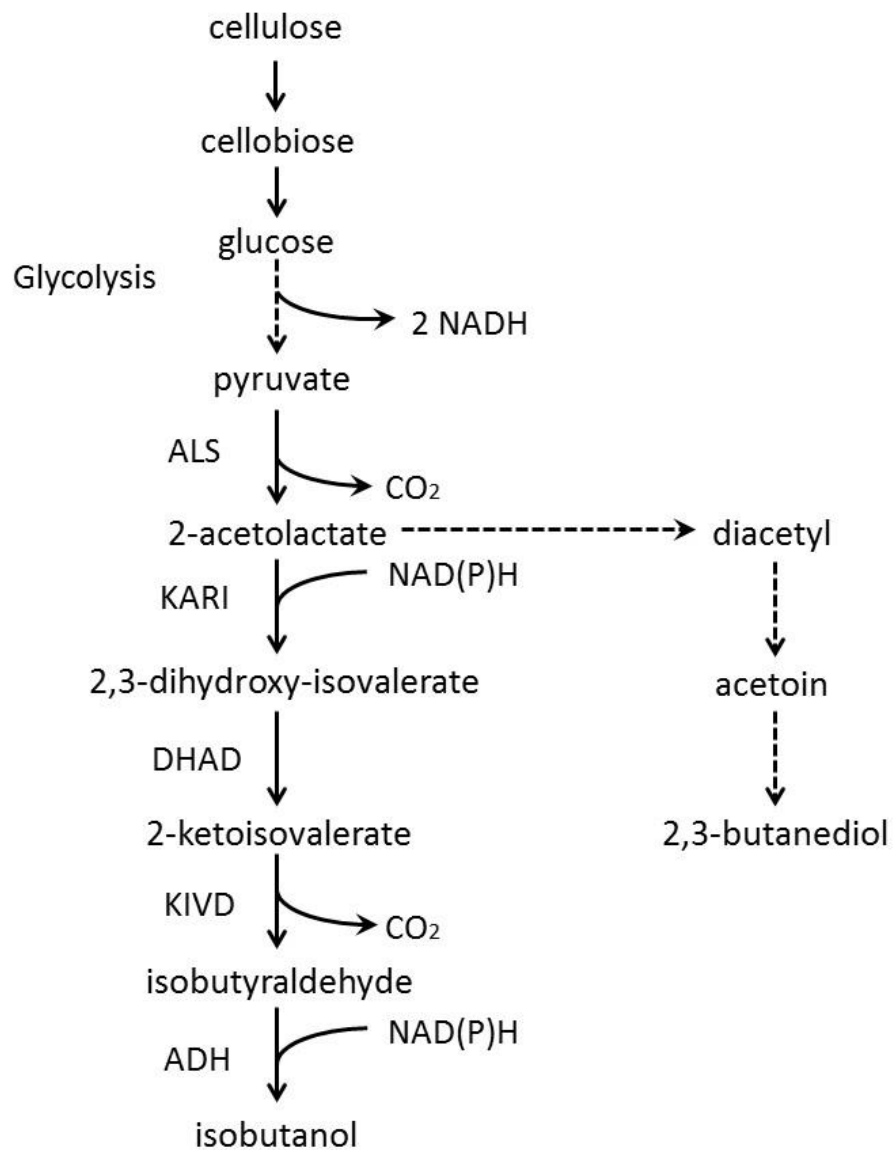 cellulose
cellobiose
glucose
Glycolysis
2 NADH
pyruvate
ALS
CO2
2-acetolactate
diacetyl
NAD(P)H
KARI
2,3-dihydroxy-isovalerate
acetoin
DHAD
2-ketoisovalerate
2,3-butanediol
KIVD
CO2
isobutyraldehyde
NAD(P)H
ADH
isobutanol